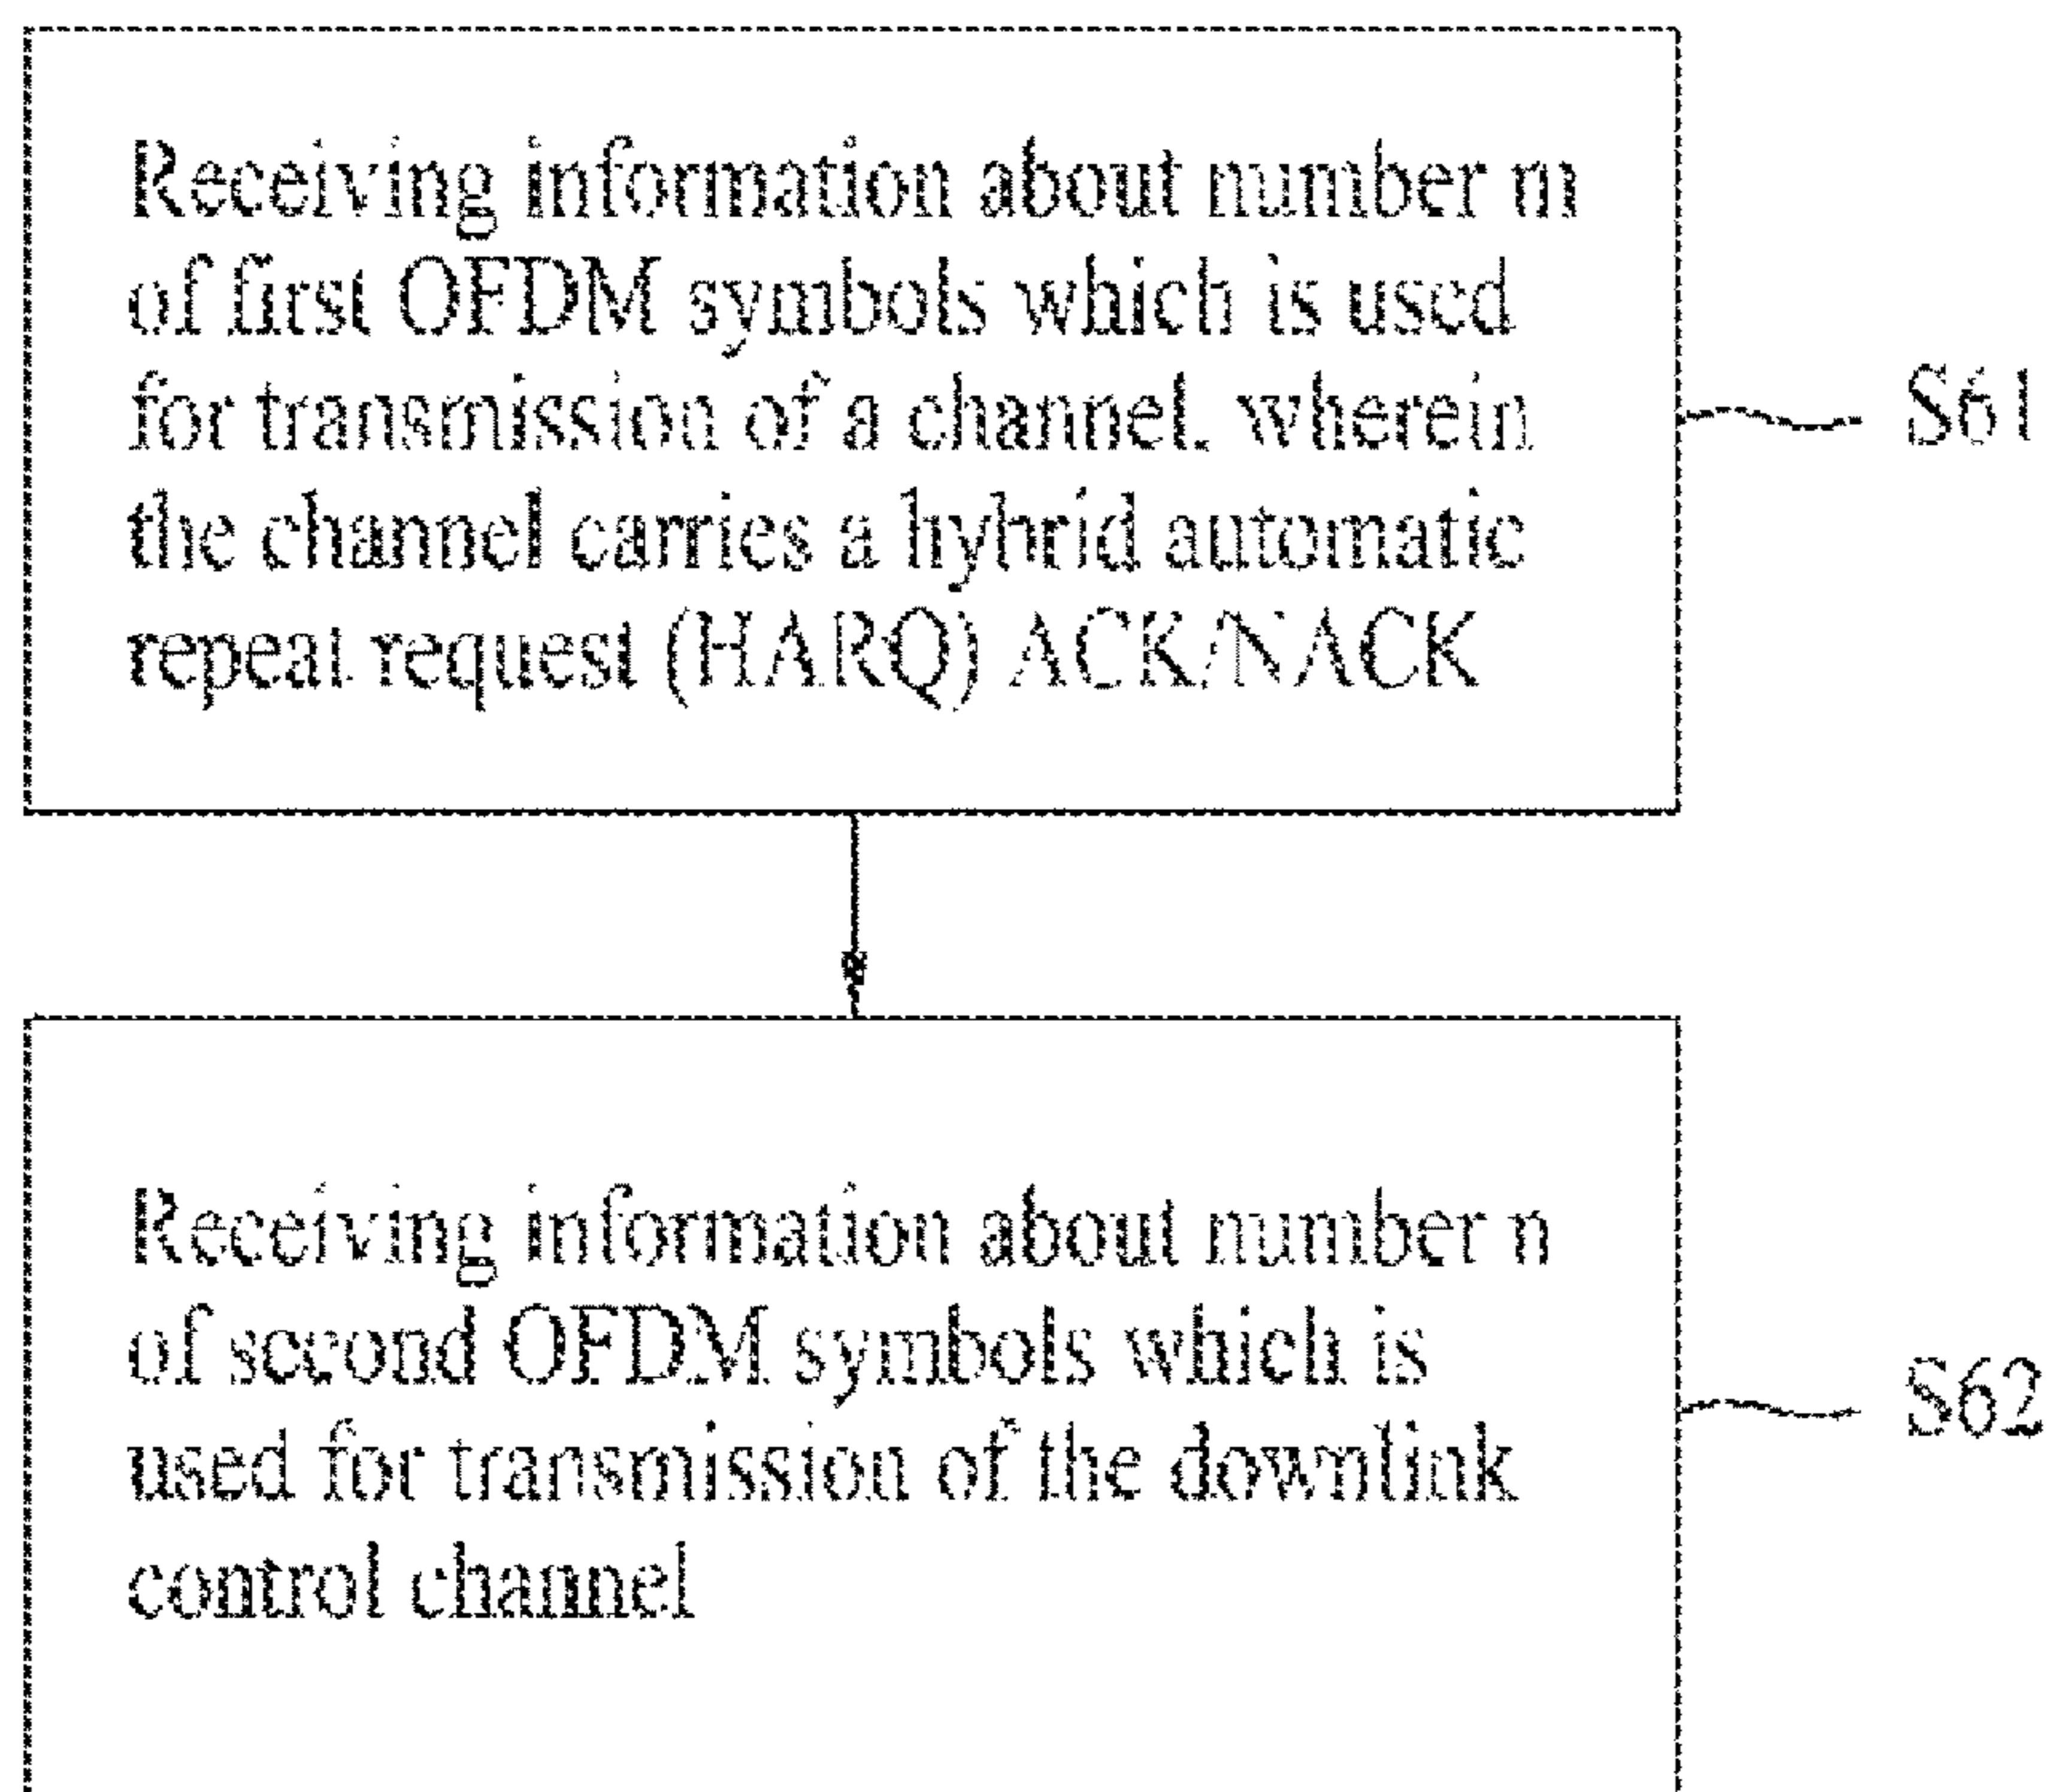 Receiving information about number m
of first OFDM symbols which is used
for transmission of a channel, wherein
the channel carries a hybrid automatic
repeat request (HARQ) ACK/NACK
S61
Receiving information about number n
of second OFDM symbols which is
used for transmission of the downlink
control channel
S62